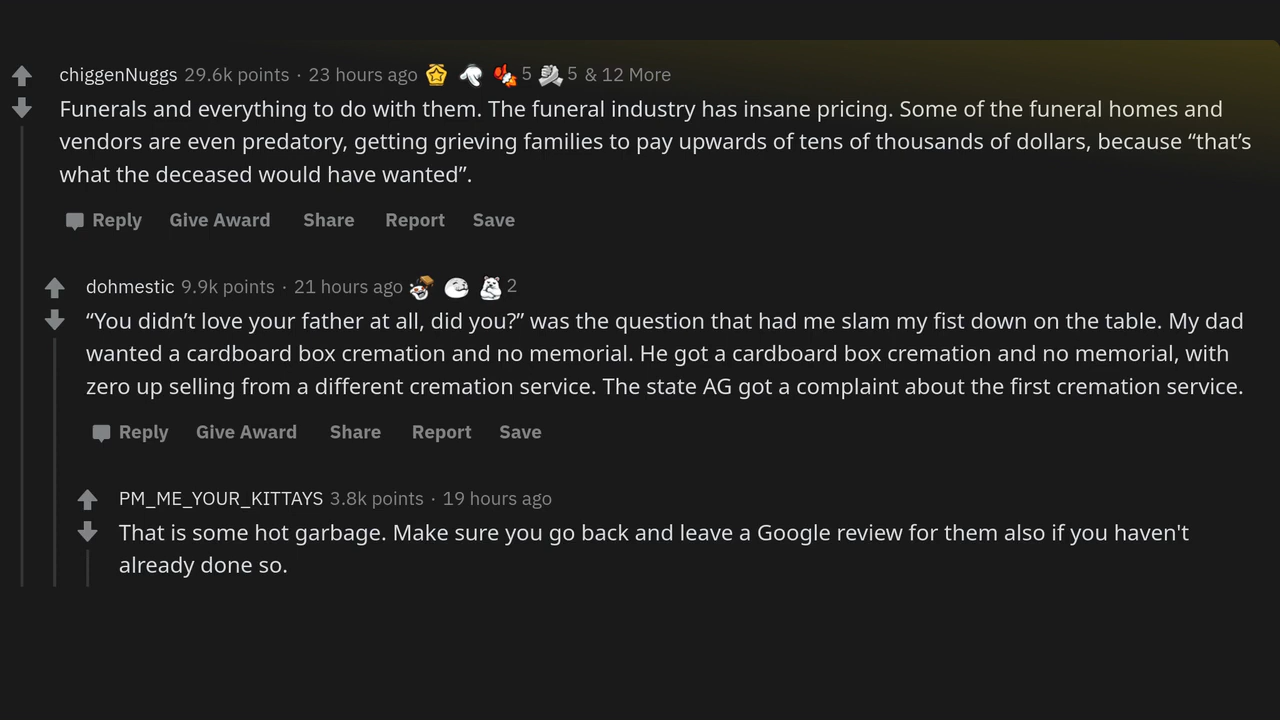 chiggenNuggs 29.6k points · 23 hours ago 5 5 & 12 More
Funerals and everything to do with them. The funeral industry has insane pricing. Some of the funeral homes and
vendors are even predatory, getting grieving families to pay upwards of tens of thousands of dollars, because “that’s
what the deceased would have wanted”.
Reply Give Award Share Report Save
dohmestic 9.9k points · 21 hours ago 2
“You didn’t love your father at all, did you?” was the question that had me slam my fist down on the table. My dad
wanted a cardboard box cremation and no memorial. He got a cardboard box cremation and no memorial, with
zero up selling from a different cremation service. The state AG got a complaint about the first cremation service.
Reply Give Award Share Report Save
PM_ME_YOUR_KITTAYS 3.8k points · 19 hours ago
That is some hot garbage. Make sure you go back and leave a Google review for them also if you haven't
already done so.